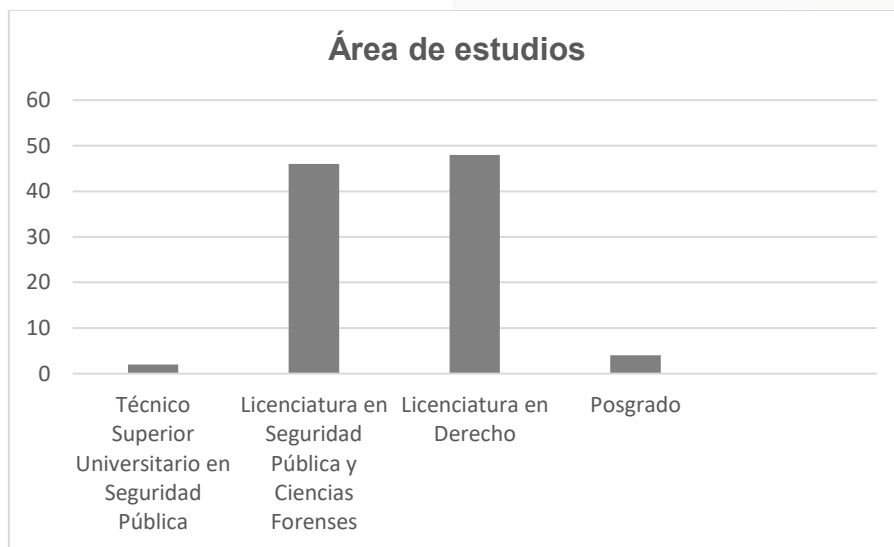 Área de estudios
60
50
40
30
20
10
0
Técnico
Superior
Universitario en
Seguridad
Pública
Licenciatura en
Seguridad
Pública y
Ciencias
Forenses
Licenciatura en
Derecho
Posgrado